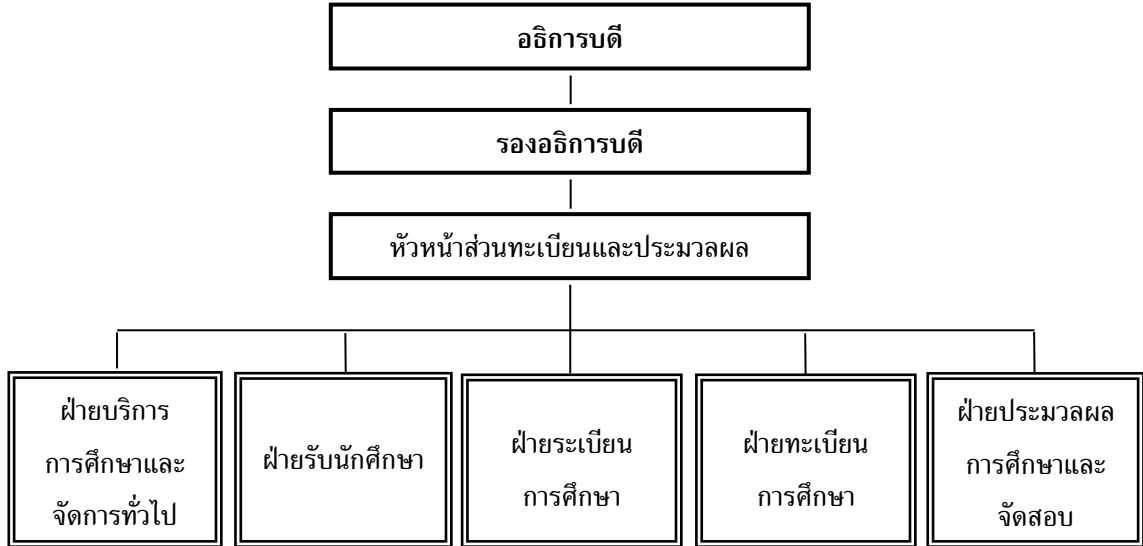 อธิการบดี
รองอธิการบดี
หัวหน้าส่วนทะเบียนและประมวลผล
ฝ่ายบริการ
การศึกษาและ
จัดการทั่วไป
ฝ่ายรับนักศึกษา
ฝ่ายระเบียน
การศึกษา
ฝ่ายทะเบียน
การศึกษา
ฝ่ายประมวลผล
การศึกษาและ
จัดสอบ